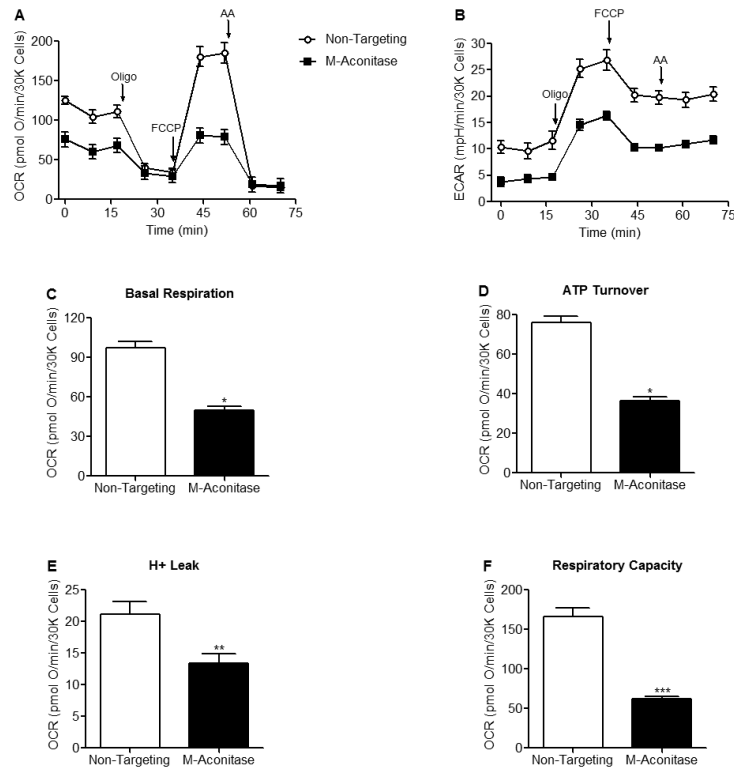 A
AA
Non-Targeting
M-Aconitase
OCR (pmol O/min/30K Cells)
200
150
100
50
0
Oligo
FCCP
0 15 30 45 60 75
Time (min)
B
FCCP
AA
Oligo
ECAR (mpH/min/30K Cells)
35
30
25
20
15
10
5
0
0 15 30 45 60 75
Time (min)
C
Basal Respiration
OCR (pmol O/min/30K Cells)
120
90
60
30
0
*
Non-Targeting M-Aconitase
D
ATP Turnover
OCR (pmol O/min/30K Cells)
80
60
40
20
0
*
Non-Targeting M-Aconitase
E
H+ Leak
OCR (pmol O/min/30K Cells)
25
20
15
10
5
0
**
Non-Targeting M-Aconitase
F
Respiratory Capacity
OCR (pmol O/min/30K Cells)
200
150
100
50
0
***
Non-Targeting M-Aconitase